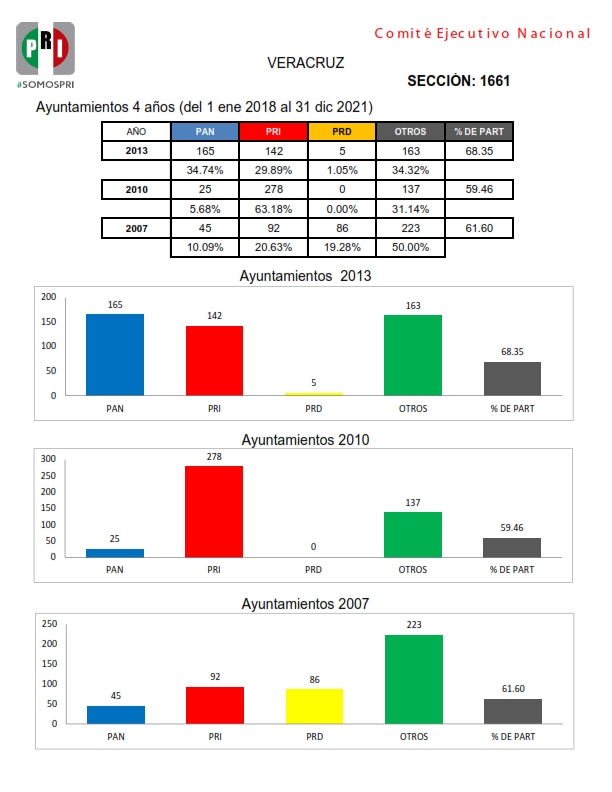 Comité Ejecutivo Nacional
PRI
#SOMOSPRI
VERACRUZ
SECCIÓN: 1661
Ayuntamientos 4 años (del 1 ene 2018 al 31 dic 2021)
AÑO PAN PRI PRD OTROS % DE PART
2013 165 142 5 163 68.35
34.74% 29.89% 1.05% 34.32%
2010 25 278 0 137 59.46
5.68% 63.18% 0.00% 31.14%
2007 45 92 86 223 61.60
10.09% 20.63% 19.28% 50.00%
Ayuntamientos 2013
200
150
100
50
0
165 142 5 163 68.35
PAN PRI PRD OTROS % DE PART
Ayuntamientos 2010
300
250
200
150
100
50
0
25 278 0 137 59.46
PAN PRI PRD OTROS % DE PART
Ayuntamientos 2007
250
200
150
100
50
0
45 92 86 223 61.60
PAN PRI PRD OTROS % DE PART